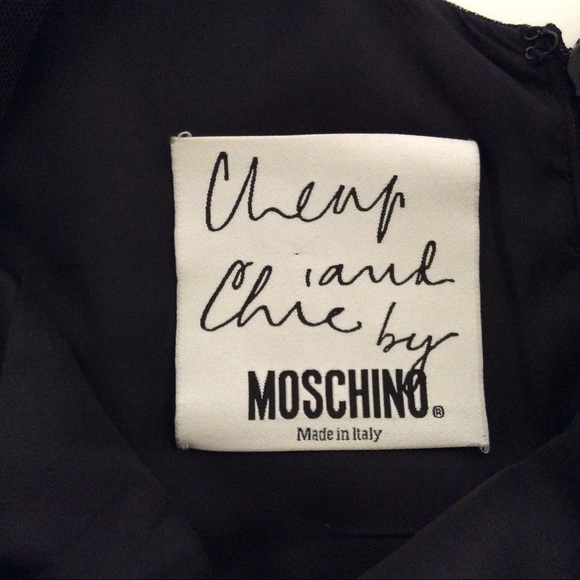 Cheap
and
Chic by
MOSCHINO®
Made in Italy